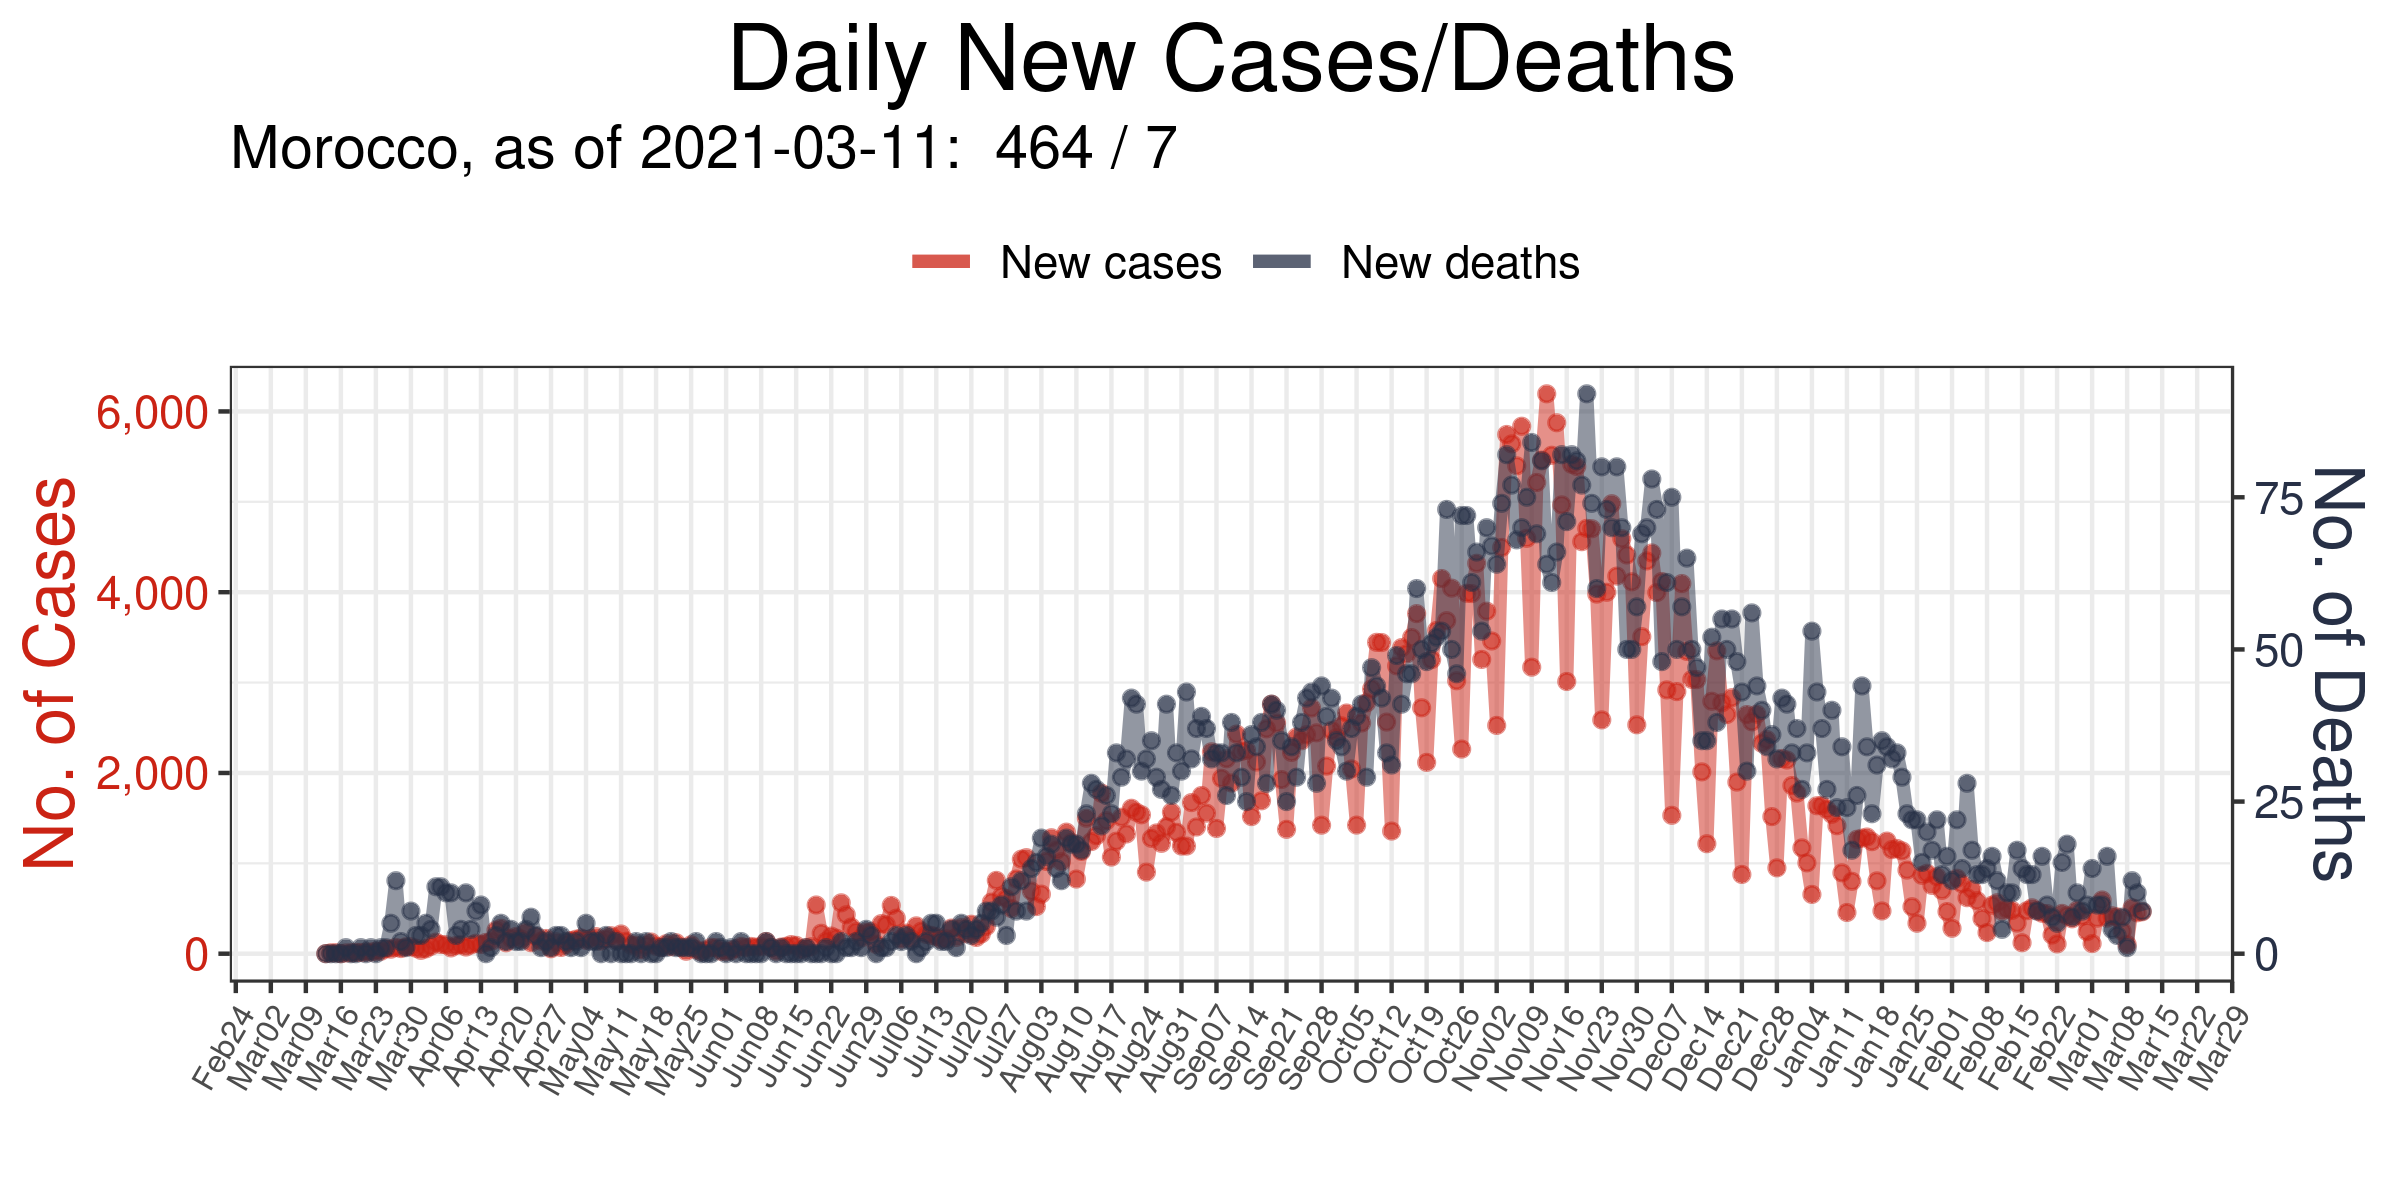 Daily New Cases/Deaths
Morocco, as of 2021-03-11:  464 / 7
New cases
New deaths
No. of Cases
6,000
4,000
2,000
0
75
50
25
0
No. of Deaths
Feb24
Mar02
Mar09
Mar16
Mar23
Mar30
Apr06
Apr13
Apr20
Apr27
May04
May11
May18
May25
Jun01
Jun08
Jun15
Jun22
Jun29
Jul06
Jul13
Jul20
Jul27
Aug03
Aug10
Aug17
Aug24
Aug31
Sep07
Sep14
Sep21
Sep28
Oct05
Oct12
Oct19
Oct26
Nov02
Nov09
Nov16
Nov23
Nov30
Dec07
Dec14
Dec21
Dec28
Dec04
Jan11
Jan18
Jan25
Feb01
Feb08
Feb15
Feb22
Mar01
Mar08
Mar15
Mar22
Mar29